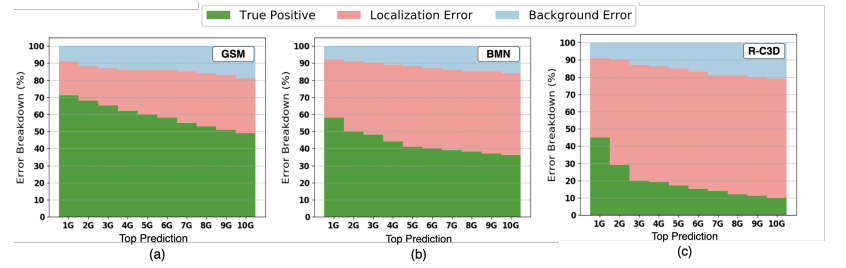 True Positive Localization Error Background Error
GSM
Error Breakdown (%)
100
90
80
70
60
50
40
30
20
10
0
1G 2G 3G 4G 5G 6G 7G 8G 9G 10G
Top Prediction
(a)
BMN
Error Breakdown (%)
100
90
80
70
60
50
40
30
20
10
0
1G 2G 3G 4G 5G 6G 7G 8G 9G 10G
Top Prediction
(b)
R-C3D
Error Breakdown (%)
100
90
80
70
60
50
40
30
20
10
0
1G 2G 3G 4G 5G 6G 7G 8G 9G 10G
Top Prediction
(c)